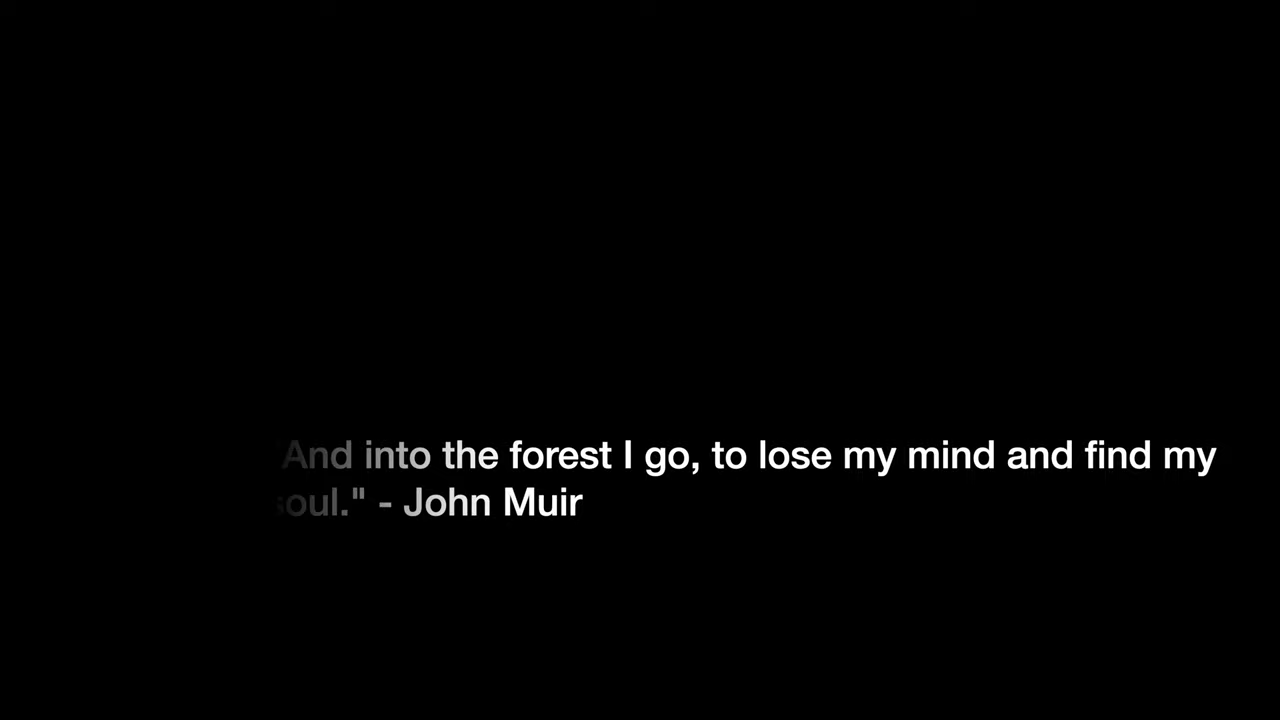 And into the forest I go, to lose my mind and find my
soul." - John Muir